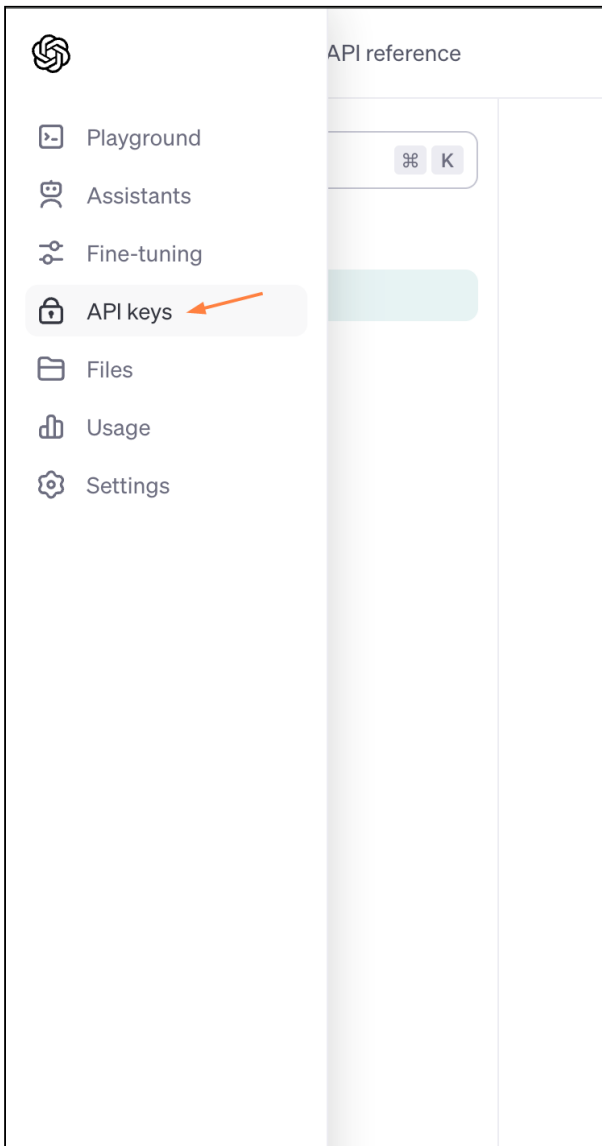 API reference
Playground
⌘ K
Assistants
Fine-tuning
API keys
Files
Usage
Settings